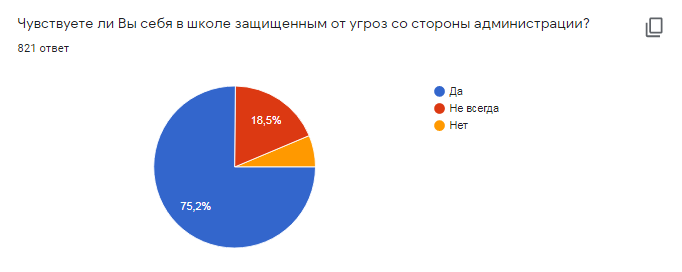 Чувствуете ли Вы себя в школе защищенным от угроз со стороны администрации?
821 ответ
Да
Не всегда
Нет
18,5%
75,2%